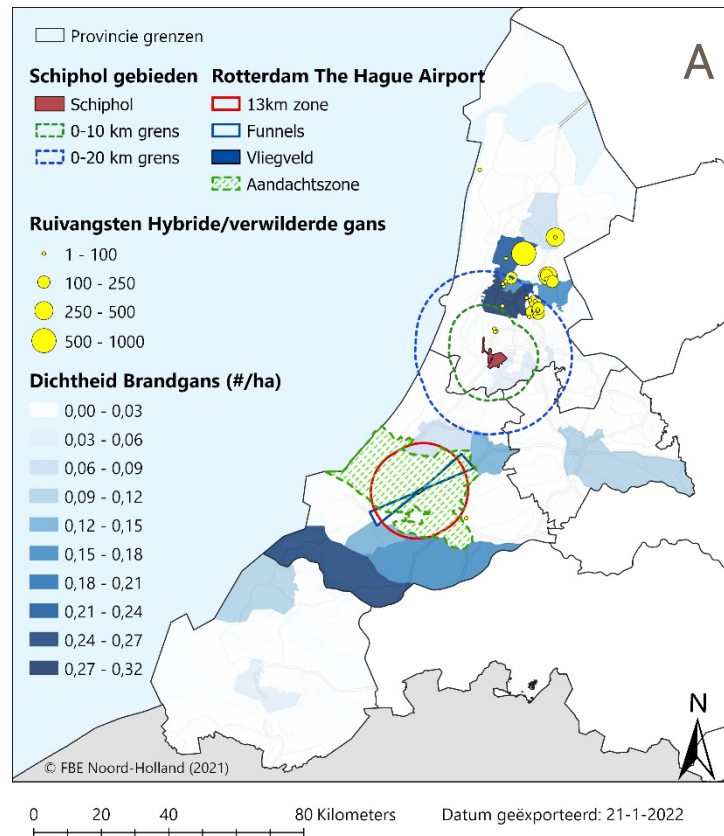 A
Provincie grenzen
Schiphol gebieden
Schiphol
0-10 km grens
0-20 km grens
Rotterdam The Hague Airport
13km zone
Funnels
Vliegveld
Aandachtszone
Ruivangsten Hybride/verwilderde gans
1 - 100
100 - 250
250 - 500
500 - 1000
Dichtheid Brandgans (#/ha)
0,00 - 0,03
0,03 - 0,06
0,06 - 0,09
0,09 - 0,12
0,12 - 0,15
0,15 - 0,18
0,18 - 0,21
0,21 - 0,24
0,24 - 0,27
0,27 - 0,32
N
© FBE Noord-Holland (2021)
0 20 40 80 Kilometers
Datum geëxporteerd: 21-1-2022